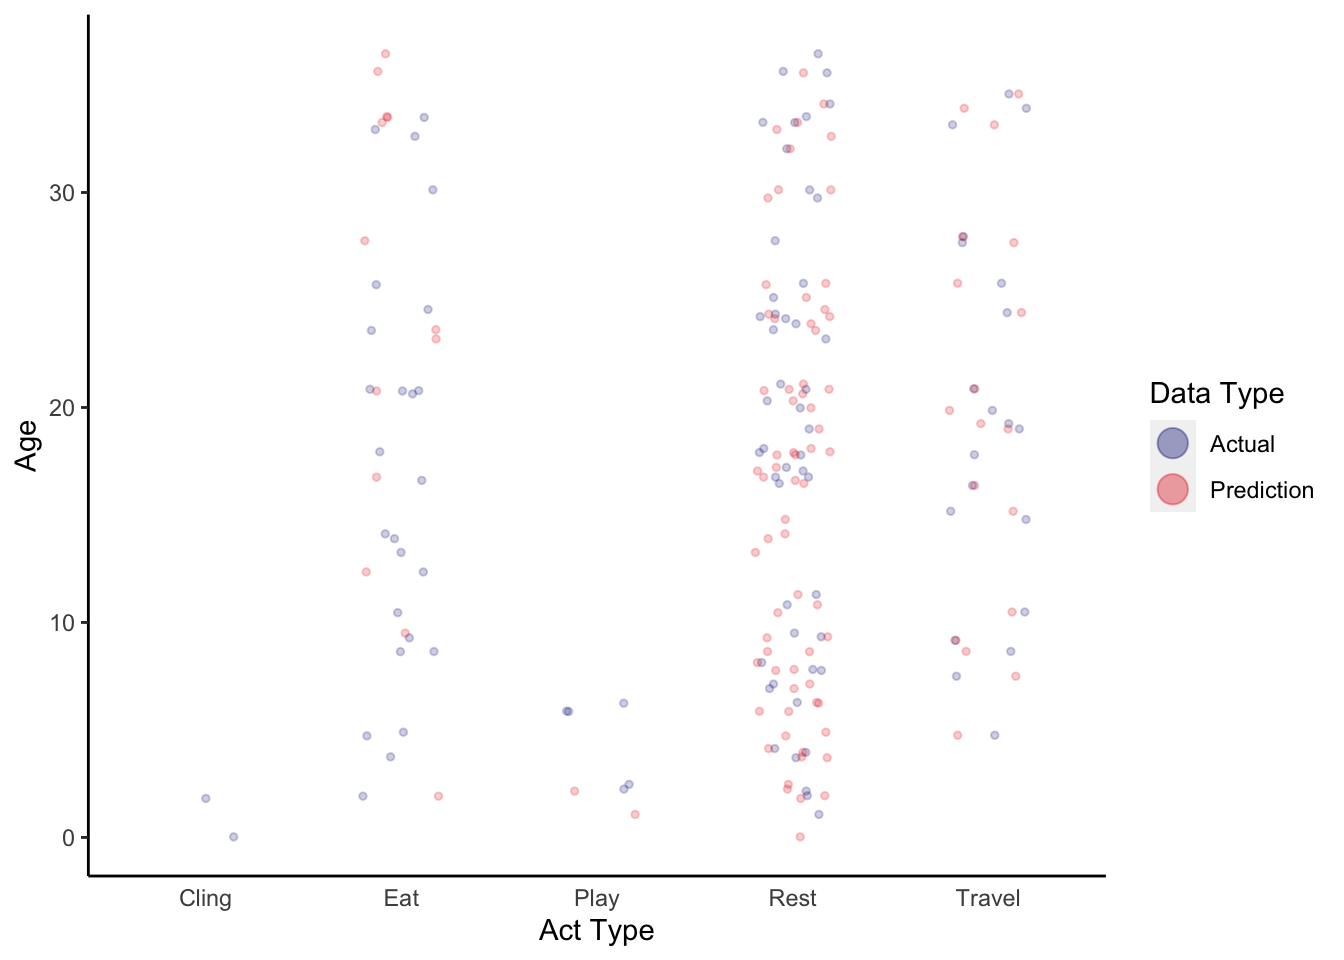 30
20
10
0
Age
Cling Eat Play Rest Travel
Act Type
Data Type
Actual
Prediction